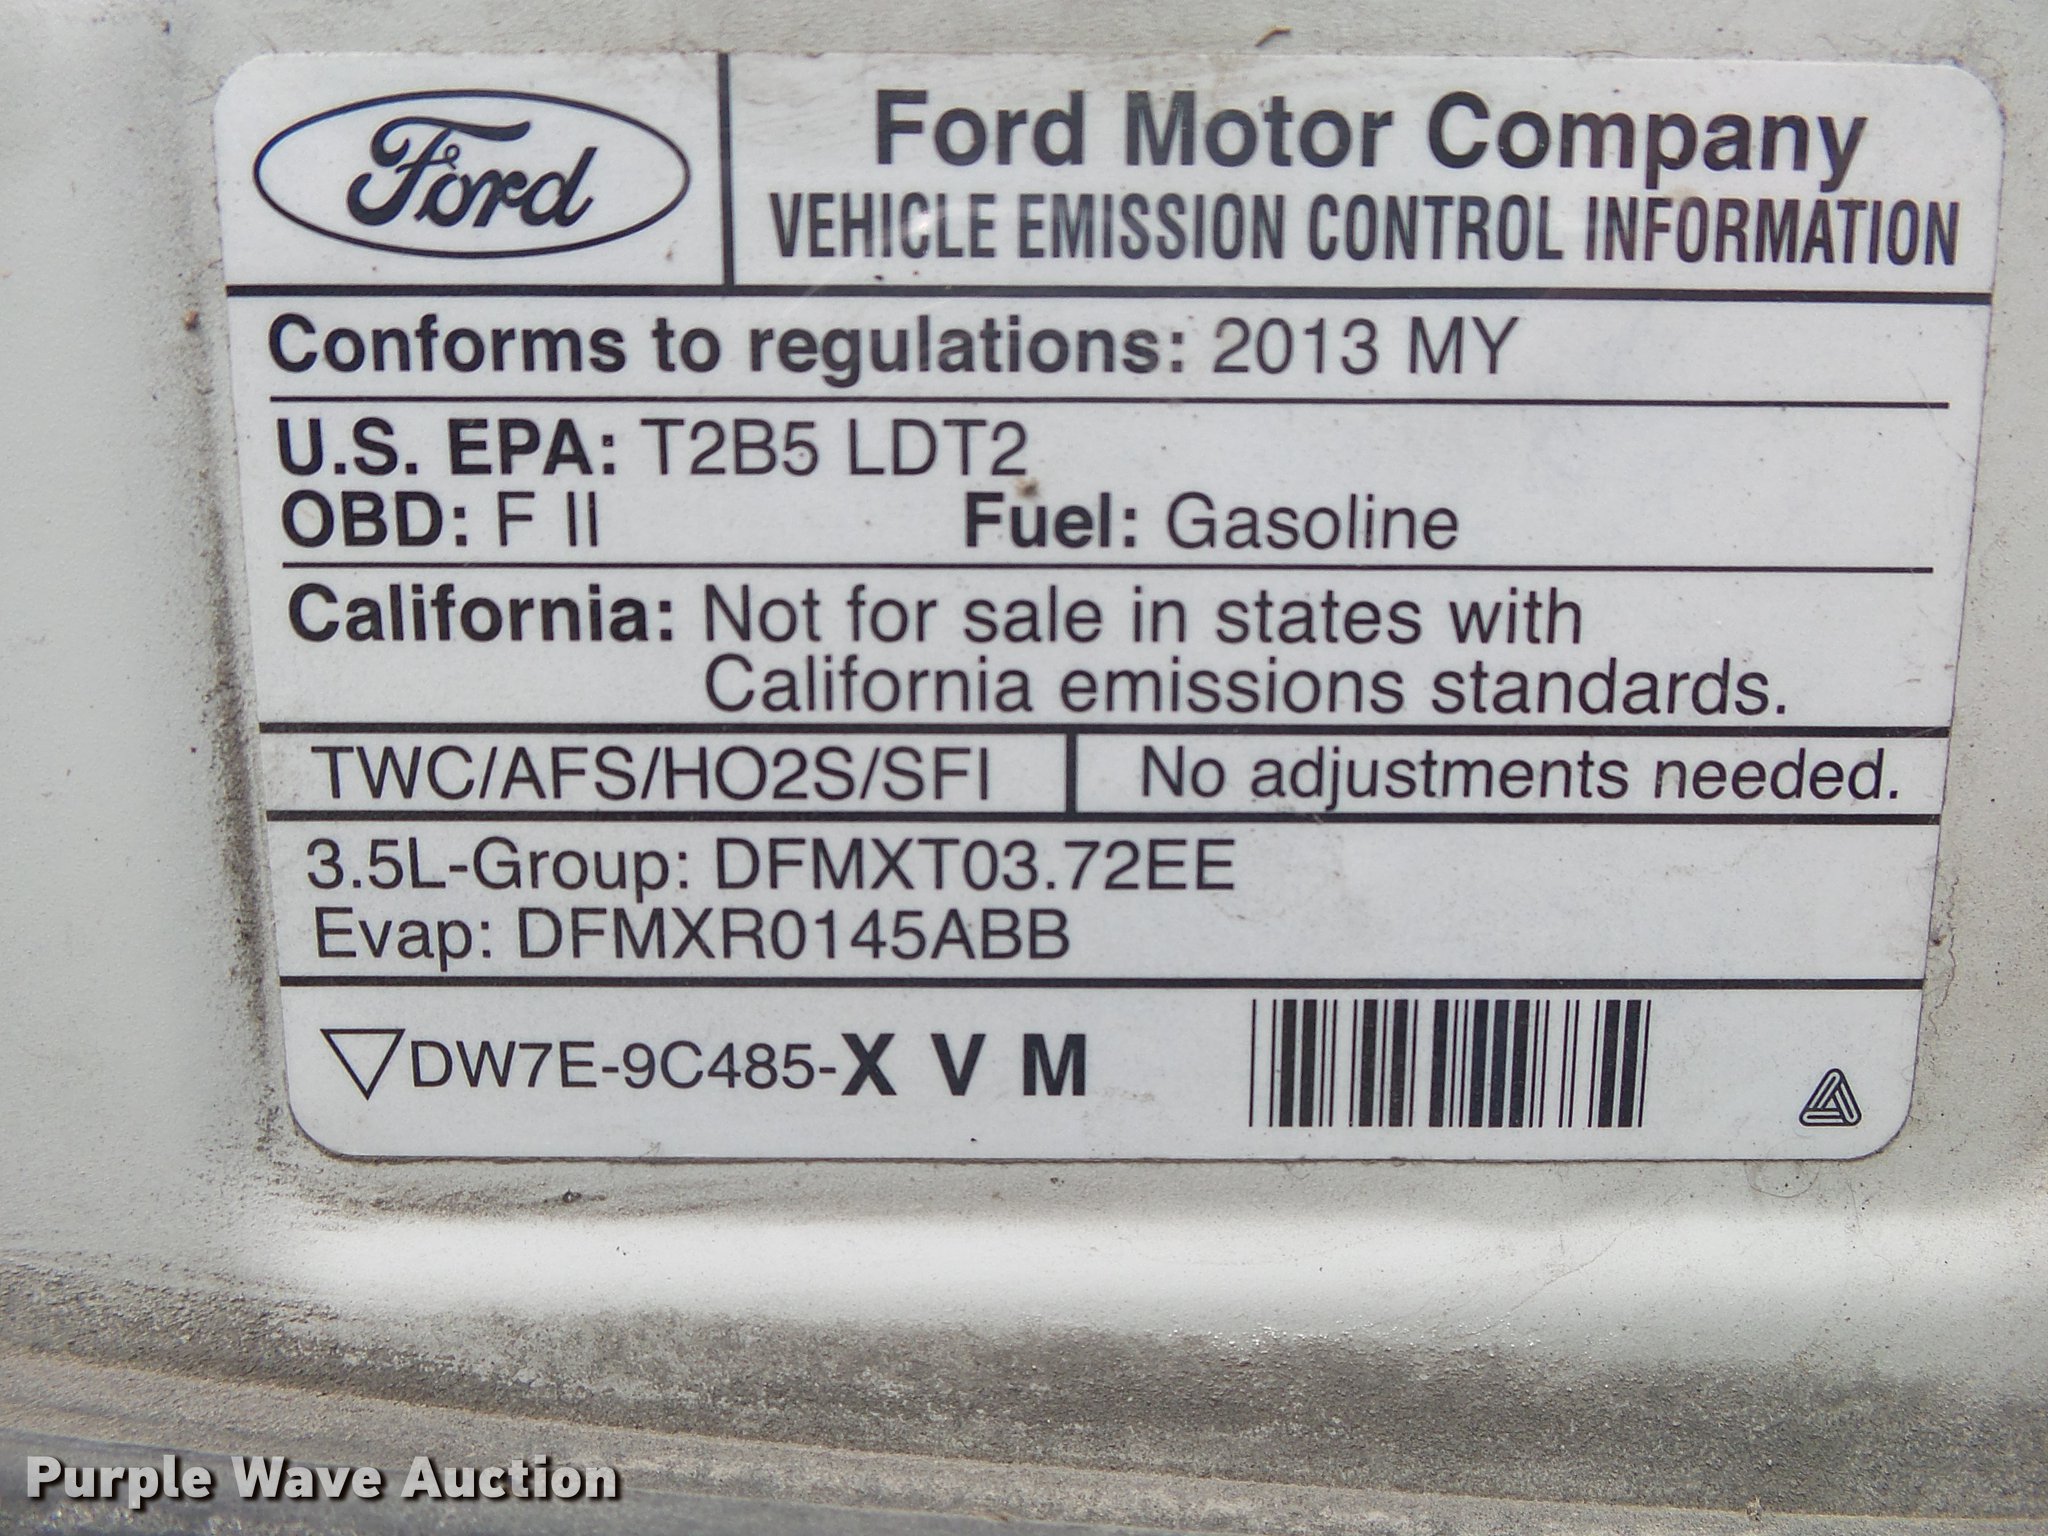 Ford
Ford Motor Company
VEHICLE EMISSION CONTROL INFORMATION
Conforms to regulations: 2013 MY
U.S. EPA: T2B5 LDT2
OBD: F II Fuel: Gasoline
California: Not for sale in states with
California emissions standards.
TWC/AFS/HO2S/SFI No adjustments needed.
3.5L-Group: DFMXT03.72EE
Evap: DFMXR0145ABB
DW7E-9C485-X V M
Purple Wave Auction